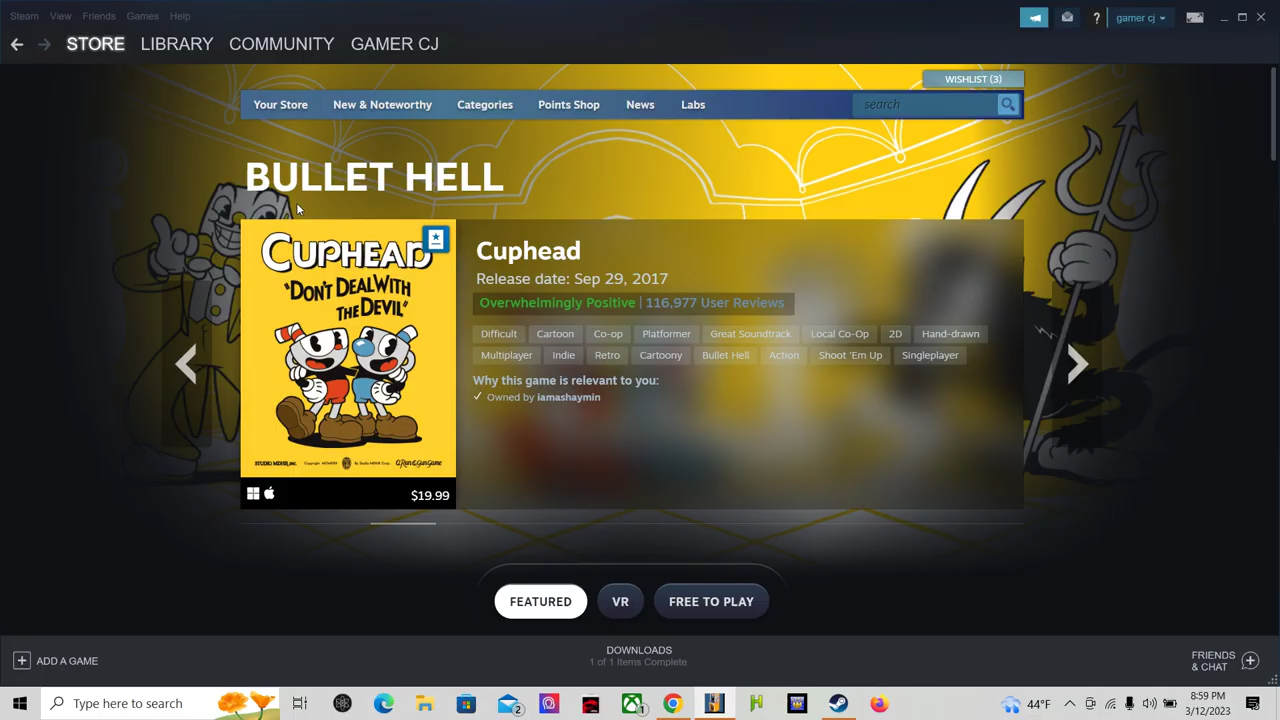 Steam View Friends Games Help
gamer cj
STORE LIBRARY COMMUNITY GAMER CJ
WISHLIST (3)
Your Store New & Noteworthy Categories Points Shop News Labs search
BULLET HELL
CUPHEAD
"DON'T DEAL WITH
THE DEVIL"
$19.99
Cuphead
Release date: Sep 29, 2017
Overwhelmingly Positive | 116,977 User Reviews
Difficult Cartoon Co-op Platformer Great Soundtrack Local Co-Op 2D Hand-drawn
Multiplayer Indie Retro Cartoony Bullet Hell Action Shoot 'Em Up Singleplayer
Why this game is relevant to you:
✓ Owned by iamashaymin
FEATURED VR FREE TO PLAY
+ ADD A GAME
DOWNLOADS
1 of 1 Items Complete
FRIENDS
& CHAT +
Type here to search
2
1
44°F
8:59 PM
3/12/2023